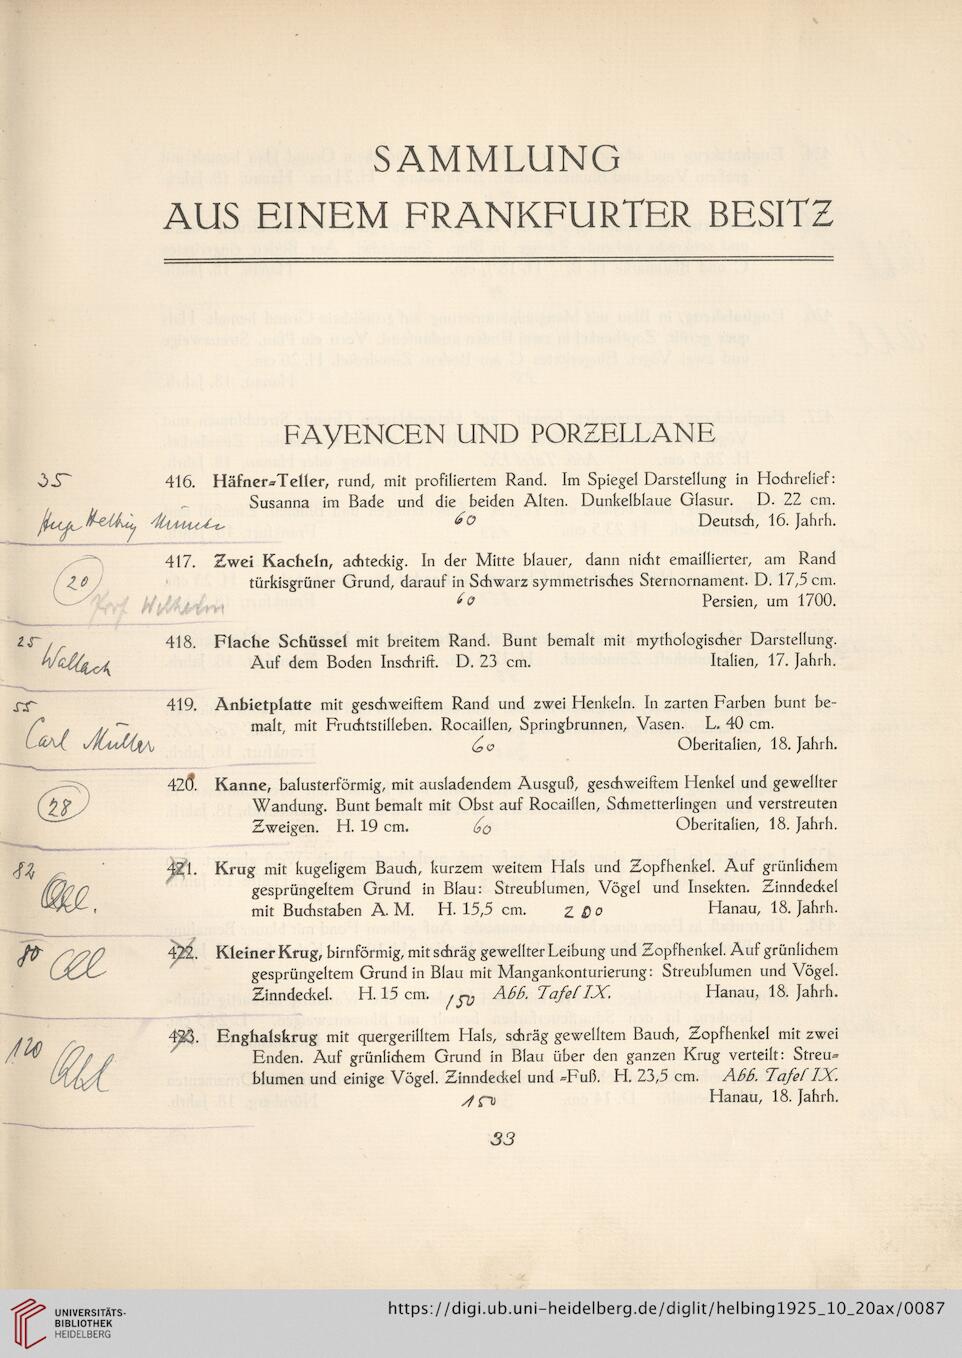 SAMMLUNG
AUS EINEM FRANKFURTER BESITZ
FAYENCEN UND PORZELLANE
35
416. Häfner=Teller, rund, mit profiliertem Rand. Im Spiegel Darstellung in Hochrelief:
Susanna im Bade und die beiden Alten. Dunkelblaue Glasur. D. 22 cm.
Hugo Helbing München 60 Deutsch, 16. Jahrh.
417. Zwei Kacheln, achteckig. In der Mitte blauer, dann nicht emaillierter, am Rand
20 türkisgrüner Grund, darauf in Schwarz symmetrisches Sternornament. D. 17,5 cm.
Prof Wilhelm 60 Persien, um 1700.
25 418. Flache Schüssel mit breitem Rand. Bunt bemalt mit mythologischer Darstellung.
Wallach Auf dem Boden Inschrift. D. 23 cm. Italien, 17. Jahrh.
55 419. Anbietplatte mit geschweiftem Rand und zwei Henkeln. In zarten Farben bunt be-
malt, mit Fruchtstilleben. Rocaillen, Springbrunnen, Vasen. L. 40 cm.
Carl Müller 60 Oberitalien, 18. Jahrh.
420. Kanne, balusterförmig, mit ausladendem Ausguß, geschweiftem Henkel und gewellter
28 Wandung. Bunt bemalt mit Obst auf Rocaillen, Schmetterlingen und verstreuten
Zweigen. H. 19 cm. 60 Oberitalien, 18. Jahrh.
82 421. Krug mit kugeligem Bauch, kurzem weitem Hals und Zopfhenkel. Auf grünlichem
gesprüngeltem Grund in Blau: Streublumen, Vögel und Insekten. Zinndeckel
mit Buchstaben A. M. H. 15,5 cm. 200 Hanau, 18. Jahrh.
80 422. Kleiner Krug, birnförmig, mit schräg gewellter Leibung und Zopfhenkel. Auf grünlichem
gesprüngeltem Grund in Blau mit Mangankonturierung: Streublumen und Vögel.
Zinndeckel. H. 15 cm. 150 Abb. Tafel IX. Hanau, 18. Jahrh.
120 423. Enghalskrug mit quergerilltem Hals, schräg gewelltem Bauch, Zopfhenkel mit zwei
Enden. Auf grünlichem Grund in Blau über den ganzen Krug verteilt: Streu=
blumen und einige Vögel. Zinndeckel und =Fuß. H. 23,5 cm. Abb. Tafel IX.
150 Hanau, 18. Jahrh.
33
UNIVERSITÄTS-
BIBLIOTHEK
HEIDELBERG
https://digi.ub.uni-heidelberg.de/diglit/helbing1925_10_20ax/0087